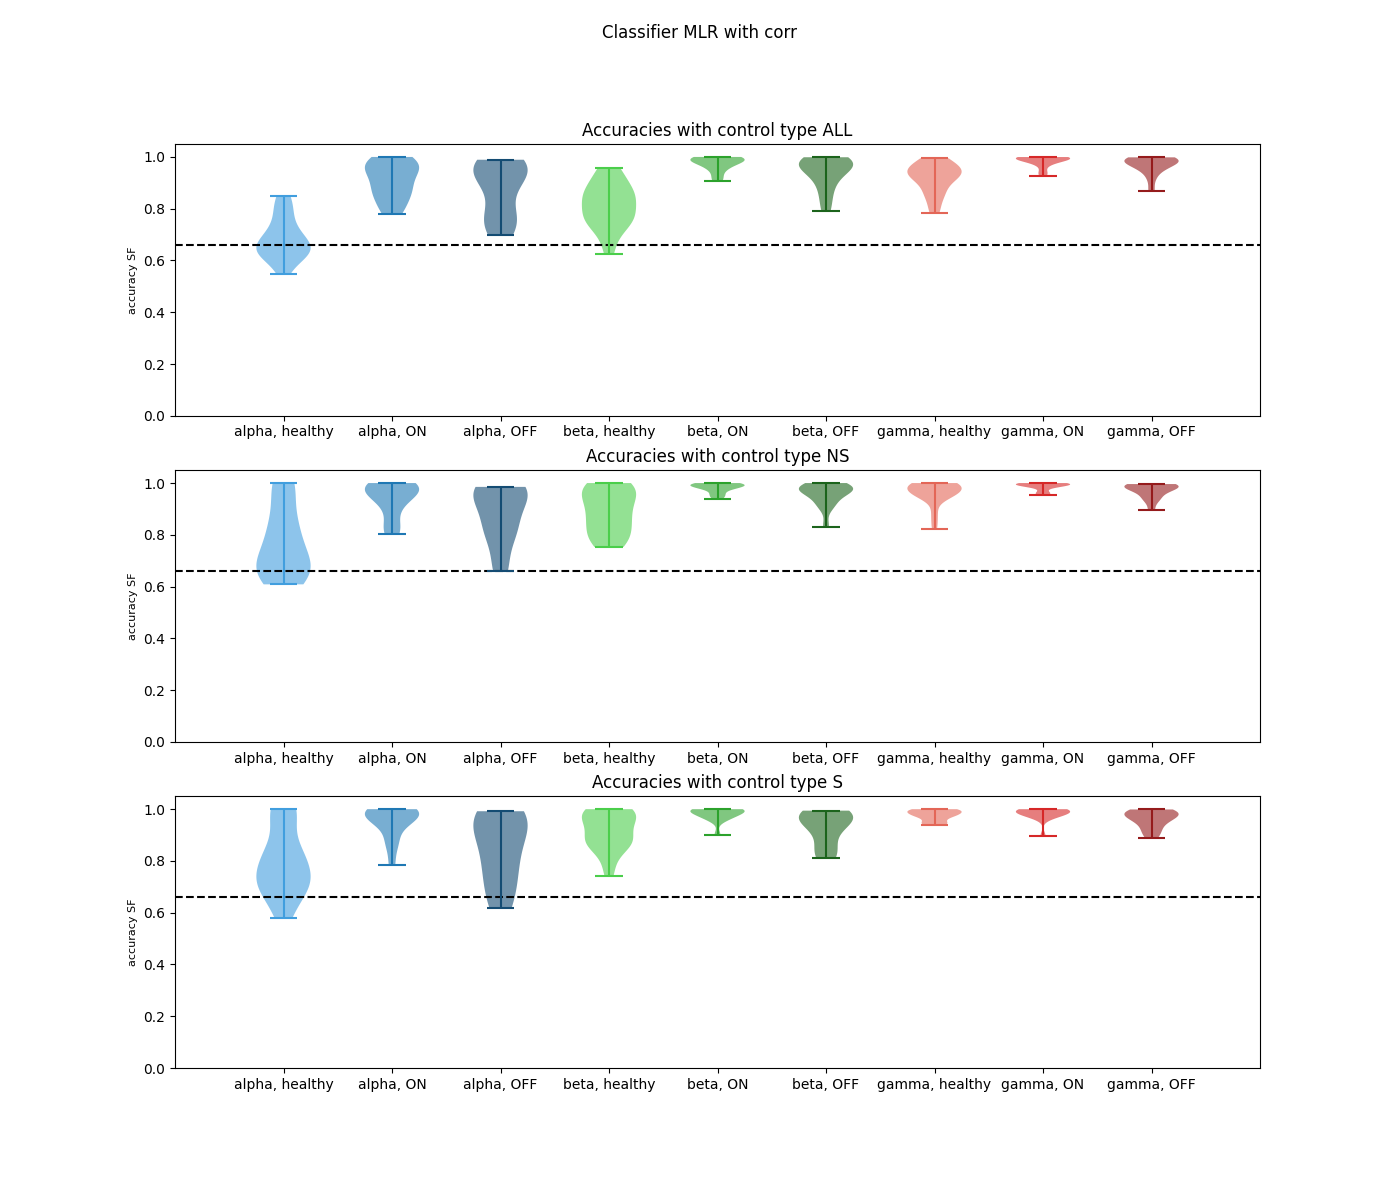 Classifier MLR with corr
Accuracies with control type ALL
1.0
0.8
0.6
0.4
0.2
0.0
accuracy SF
alpha, healthy alpha, ON alpha, OFF beta, healthy beta, ON beta, OFF gamma, healthy gamma, ON gamma, OFF
Accuracies with control type NS
1.0
0.8
0.6
0.4
0.2
0.0
accuracy SF
alpha, healthy alpha, ON alpha, OFF beta, healthy beta, ON beta, OFF gamma, healthy gamma, ON gamma, OFF
Accuracies with control type S
1.0
0.8
0.6
0.4
0.2
0.0
accuracy SF
alpha, healthy alpha, ON alpha, OFF beta, healthy beta, ON beta, OFF gamma, healthy gamma, ON gamma, OFF